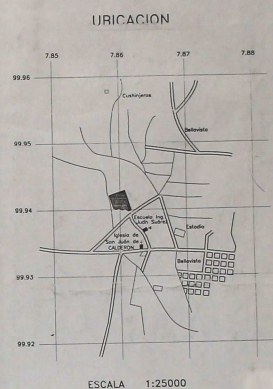 UBICACION
7.85 7.86 7.87 7.88
99.96
Cushinjeros
Bellavista
99.95
99.94
Escuela Ing
Juan Suárez
Iglesia de
San Juan de
CALDERON
Estadio
Bellavista
99.93
99.92
ESCALA 1:25000